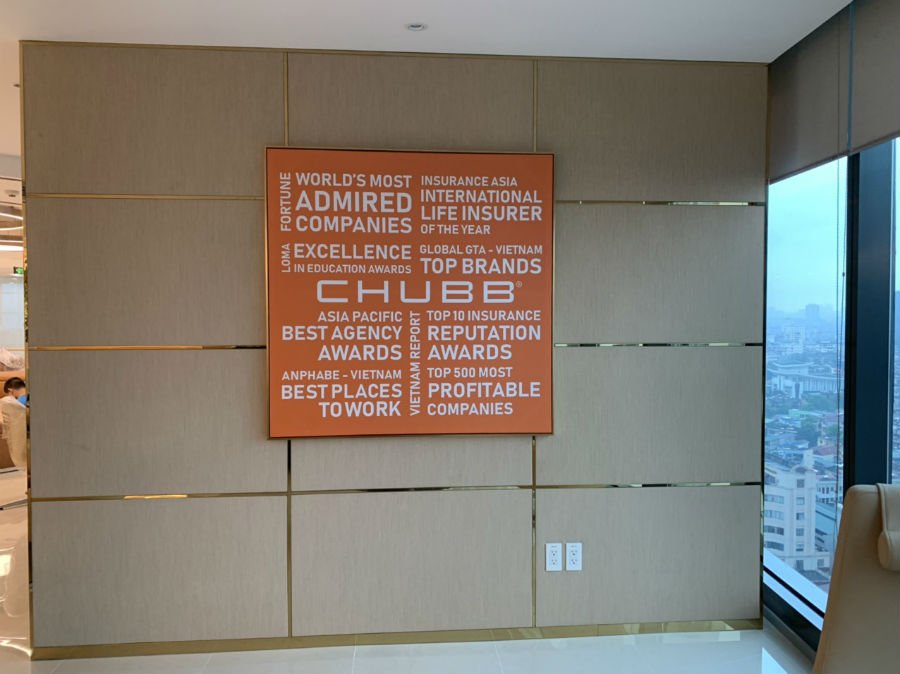 FORTUNE
WORLD'S MOST
ADMIRED
COMPANIES
INSURANCE ASIA
INTERNATIONAL
LIFE INSURER
OF THE YEAR
LOMA
EXCELLENCE
IN EDUCATION AWARDS
GLOBAL GTA - VIETNAM
TOP BRANDS
CHUBB®
ASIA PACIFIC
BEST AGENCY
AWARDS
ANPHABE - VIETNAM
BEST PLACES
TO WORK
VIETNAM REPORT
TOP 10 INSURANCE
REPUTATION
AWARDS
TOP 500 MOST
PROFITABLE
COMPANIES